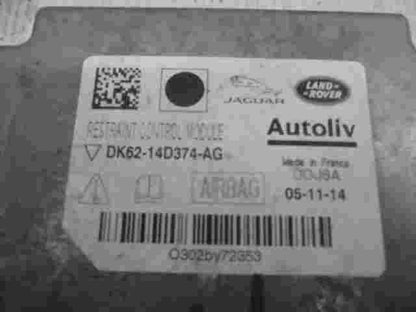 JAGUAR
LAND-
ROVER
RESTRAINT CONTROL MODULE
Autoliv
DK62-14D374-AG
Made in France
AIRBAG
05-11-14
O302by72353